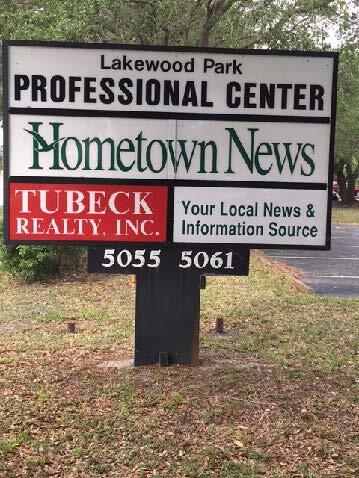 Lakewood Park
PROFESSIONAL CENTER
Hometown News
TUBECK
REALTY, INC.
Your Local News &
Information Source
5055 5061